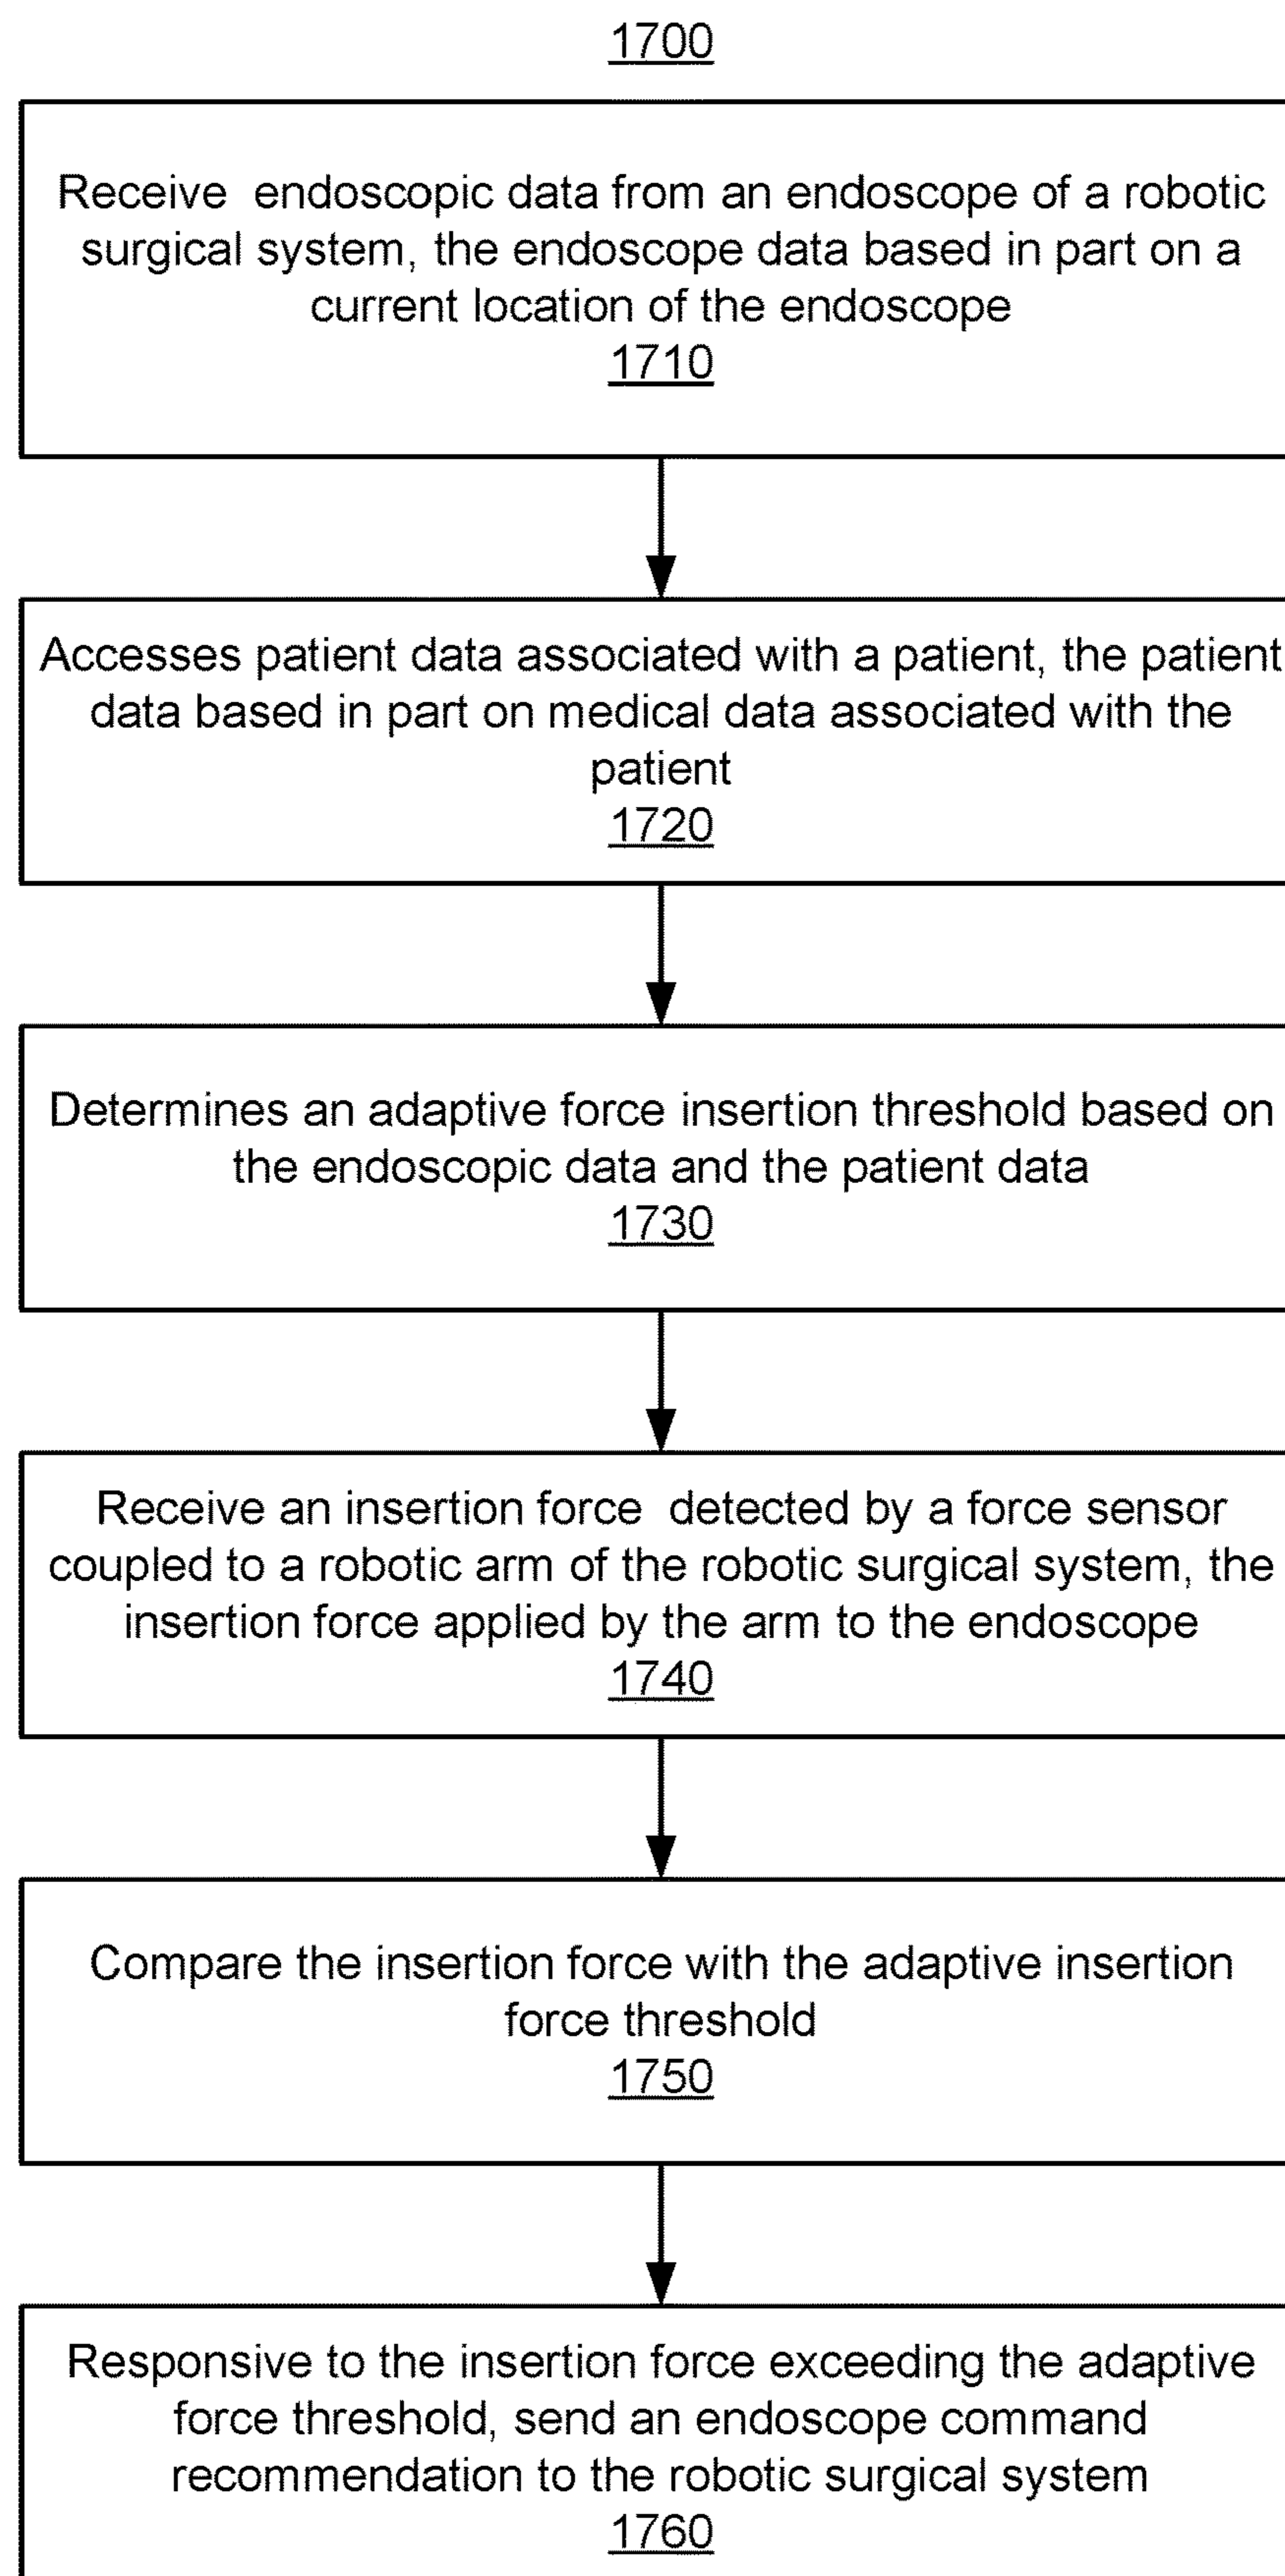 1700
Receive endoscopic data from an endoscope of a robotic
surgical system, the endoscope data based in part on a
current location of the endoscope
1710
Accesses patient data associated with a patient, the patient
data based in part on medical data associated with the
patient
1720
Determines an adaptive force insertion threshold based on
the endoscopic data and the patient data
1730
Receive an insertion force detected by a force sensor
coupled to a robotic arm of the robotic surgical system, the
insertion force applied by the arm to the endoscope
1740
Compare the insertion force with the adaptive insertion
force threshold
1750
Responsive to the insertion force exceeding the adaptive
force threshold, send an endoscope command
recommendation to the robotic surgical system
1760